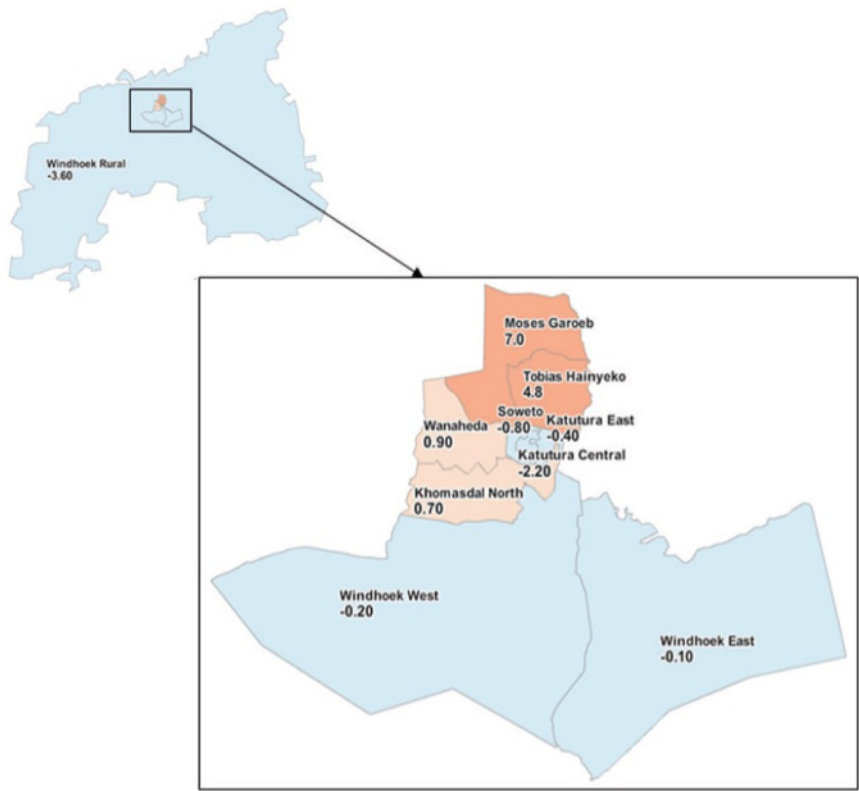 Windhoek Rural
-3.60
Moses Garoeb
7.0
Tobias Hainyeko
4.8
Soweto
-0.80
Katutura East
-0.40
Wanaheda
0.90
Katutura Central
-2.20
Khomasdal North
0.70
Windhoek West
-0.20
Windhoek East
-0.10